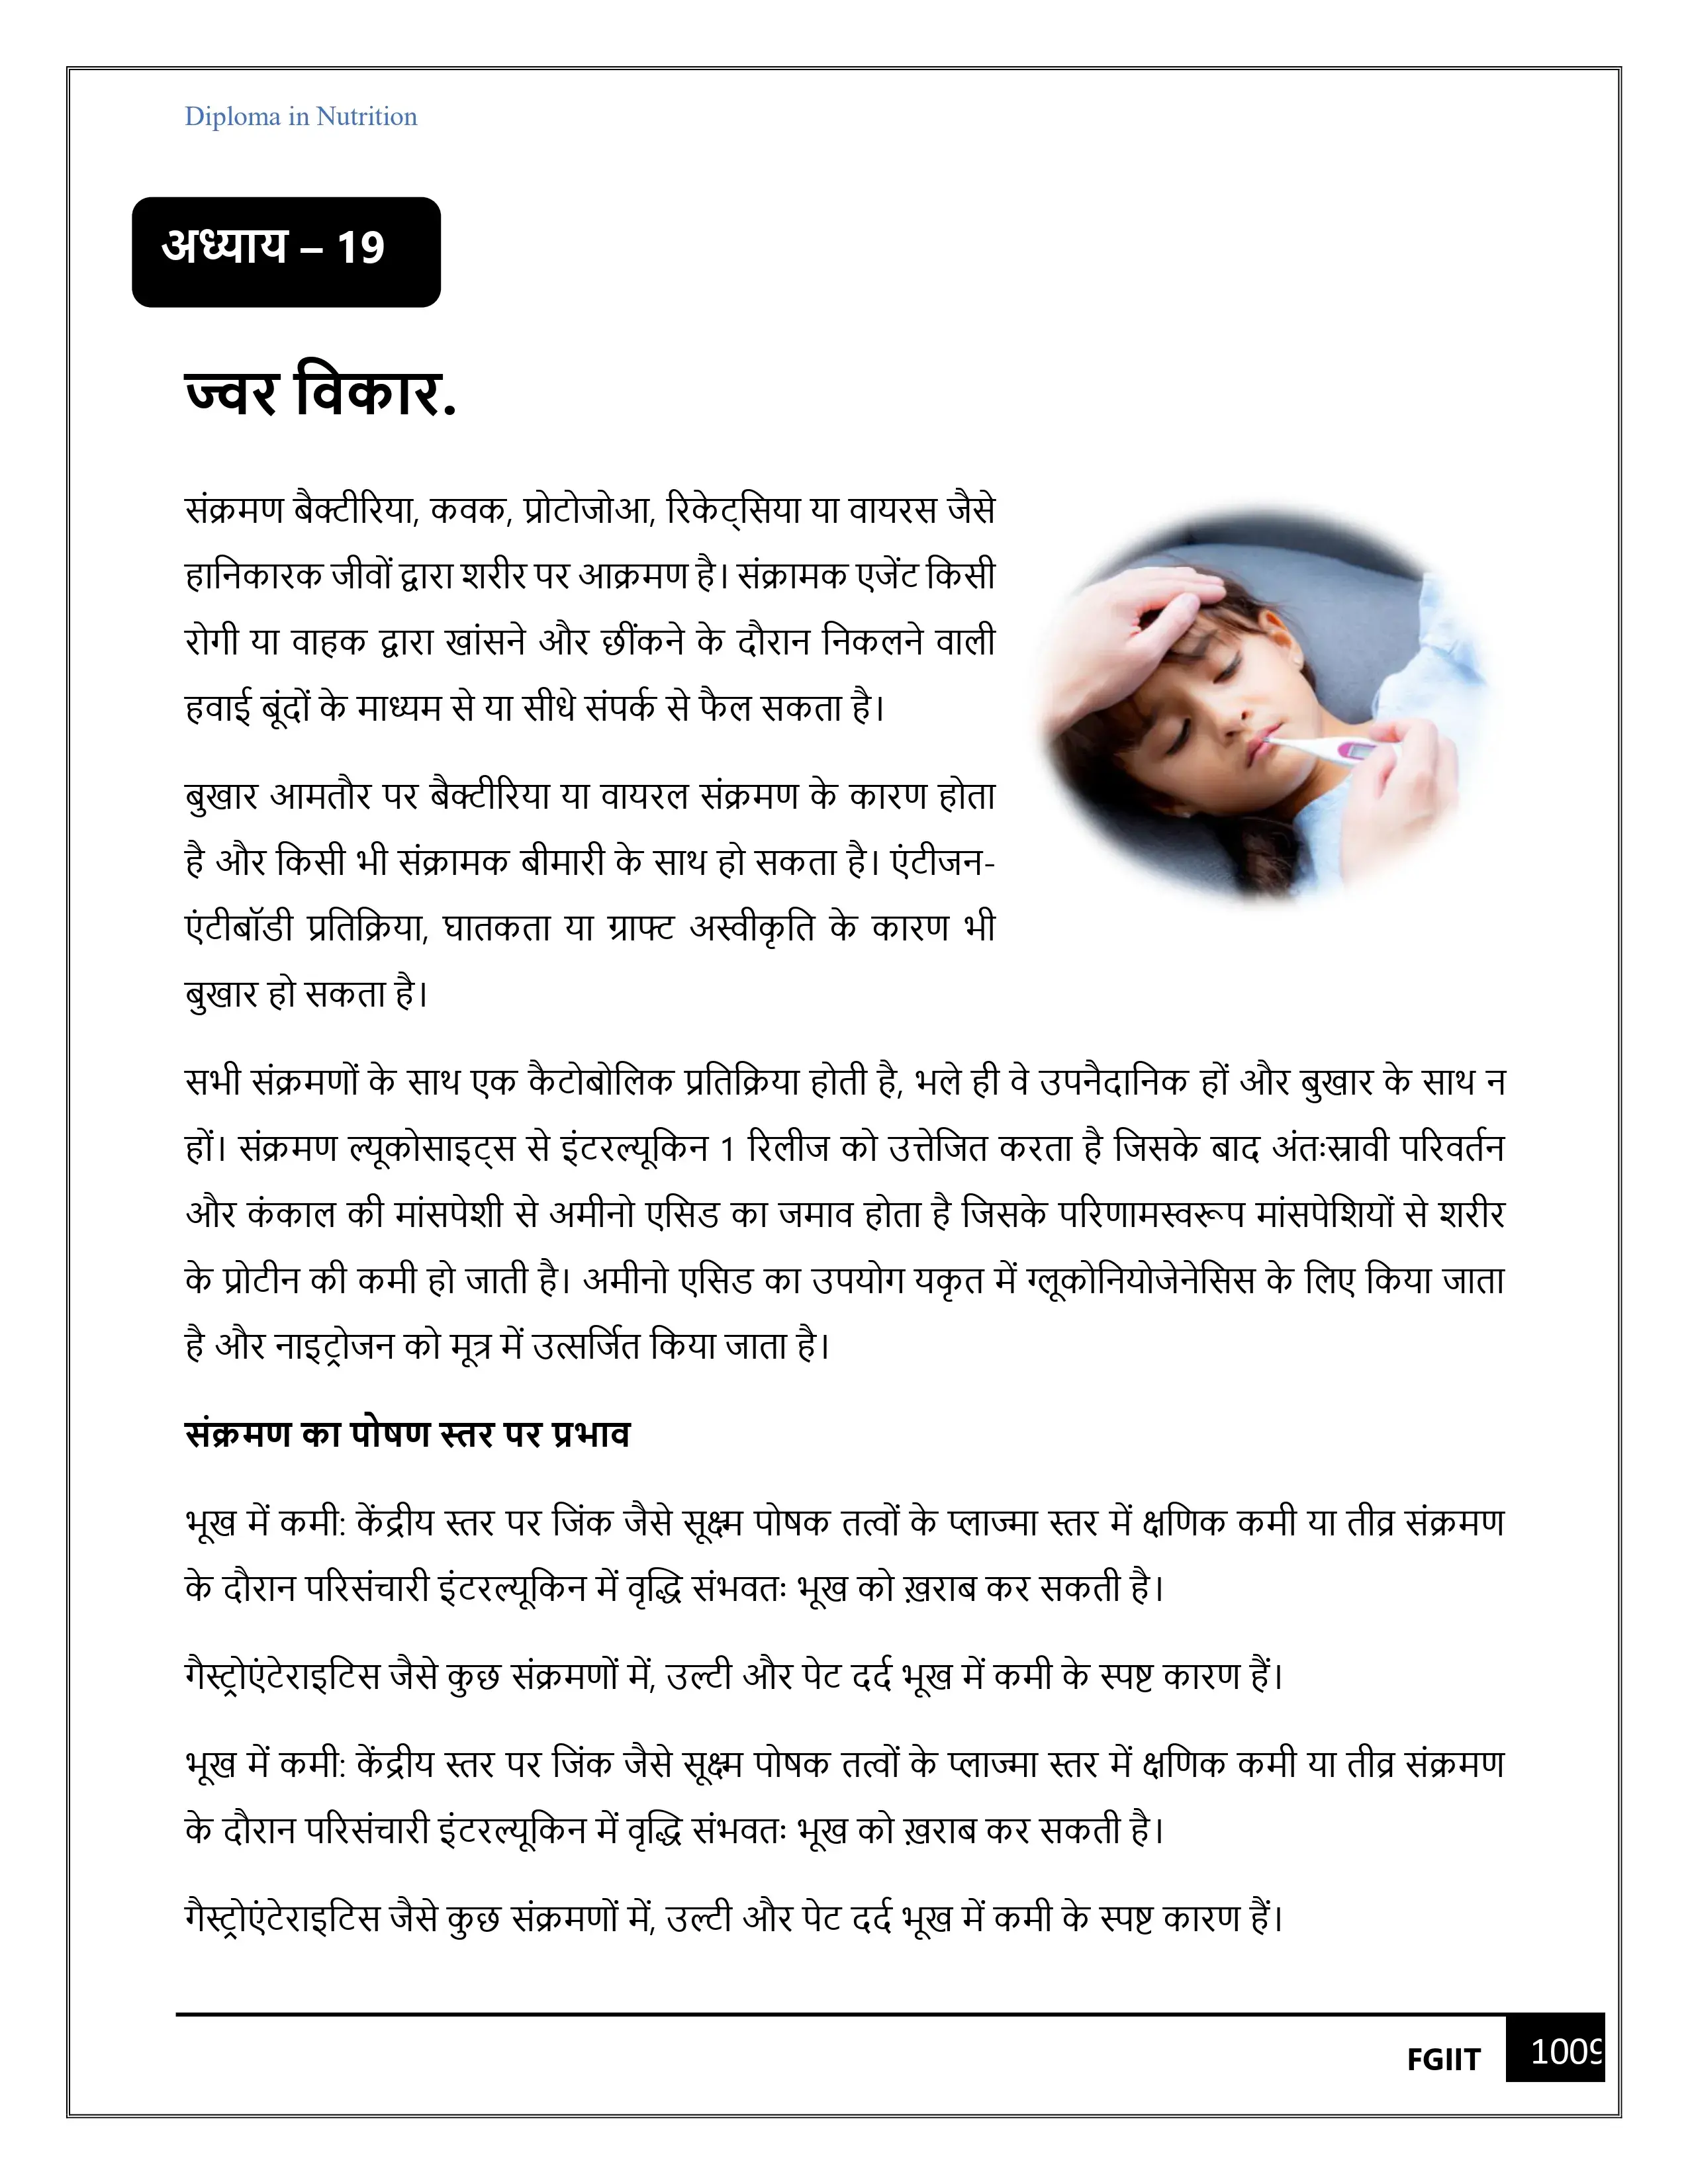 Diploma in Nutrition
अध्याय – 19
ज्वर विकार.
संक्रमण बैक्टीरिया, कवक, प्रोटोजोआ, रिकेट्सिया या वायरस जैसे
हानिकारक जीवों द्वारा शरीर पर आक्रमण है। संक्रामक एजेंट किसी
रोगी या वाहक द्वारा खांसने और छींकने के दौरान निकलने वाली
हवाई बूंदों के माध्यम से या सीधे संपर्क से फैल सकता है।
बुखार आमतौर पर बैक्टीरिया या वायरल संक्रमण के कारण होता
है और किसी भी संक्रामक बीमारी के साथ हो सकता है। एंटीजन-
एंटीबॉडी प्रतिक्रिया, घातकता या ग्राफ्ट अस्वीकृति के कारण भी
बुखार हो सकता है।
सभी संक्रमणों के साथ एक कैटोबोलिक प्रतिक्रिया होती है, भले ही वे उपनैदानिक हों और बुखार के साथ न
हों। संक्रमण ल्यूकोसाइट्स से इंटरल्यूकिन 1 रिलीज को उत्तेजित करता है जिसके बाद अंतःस्रावी परिवर्तन
और कंकाल की मांसपेशी से अमीनो एसिड का जमाव होता है जिसके परिणामस्वरूप मांसपेशियों से शरीर
के प्रोटीन की कमी हो जाती है। अमीनो एसिड का उपयोग यकृत में ग्लूकोनियोजेनेसिस के लिए किया जाता
है और नाइट्रोजन को मूत्र में उत्सर्जित किया जाता है।
संक्रमण का पोषण स्तर पर प्रभाव
भूख में कमी: केंद्रीय स्तर पर जिंक जैसे सूक्ष्म पोषक तत्वों के प्लाज्मा स्तर में क्षणिक कमी या तीव्र संक्रमण
के दौरान परिसंचारी इंटरल्यूकिन में वृद्धि संभवतः भूख को ख़राब कर सकती है।
गैस्ट्रोएंटेराइटिस जैसे कुछ संक्रमणों में, उल्टी और पेट दर्द भूख में कमी के स्पष्ट कारण हैं।
भूख में कमी: केंद्रीय स्तर पर जिंक जैसे सूक्ष्म पोषक तत्वों के प्लाज्मा स्तर में क्षणिक कमी या तीव्र संक्रमण
के दौरान परिसंचारी इंटरल्यूकिन में वृद्धि संभवतः भूख को ख़राब कर सकती है।
गैस्ट्रोएंटेराइटिस जैसे कुछ संक्रमणों में, उल्टी और पेट दर्द भूख में कमी के स्पष्ट कारण हैं।
FGIIT 1009